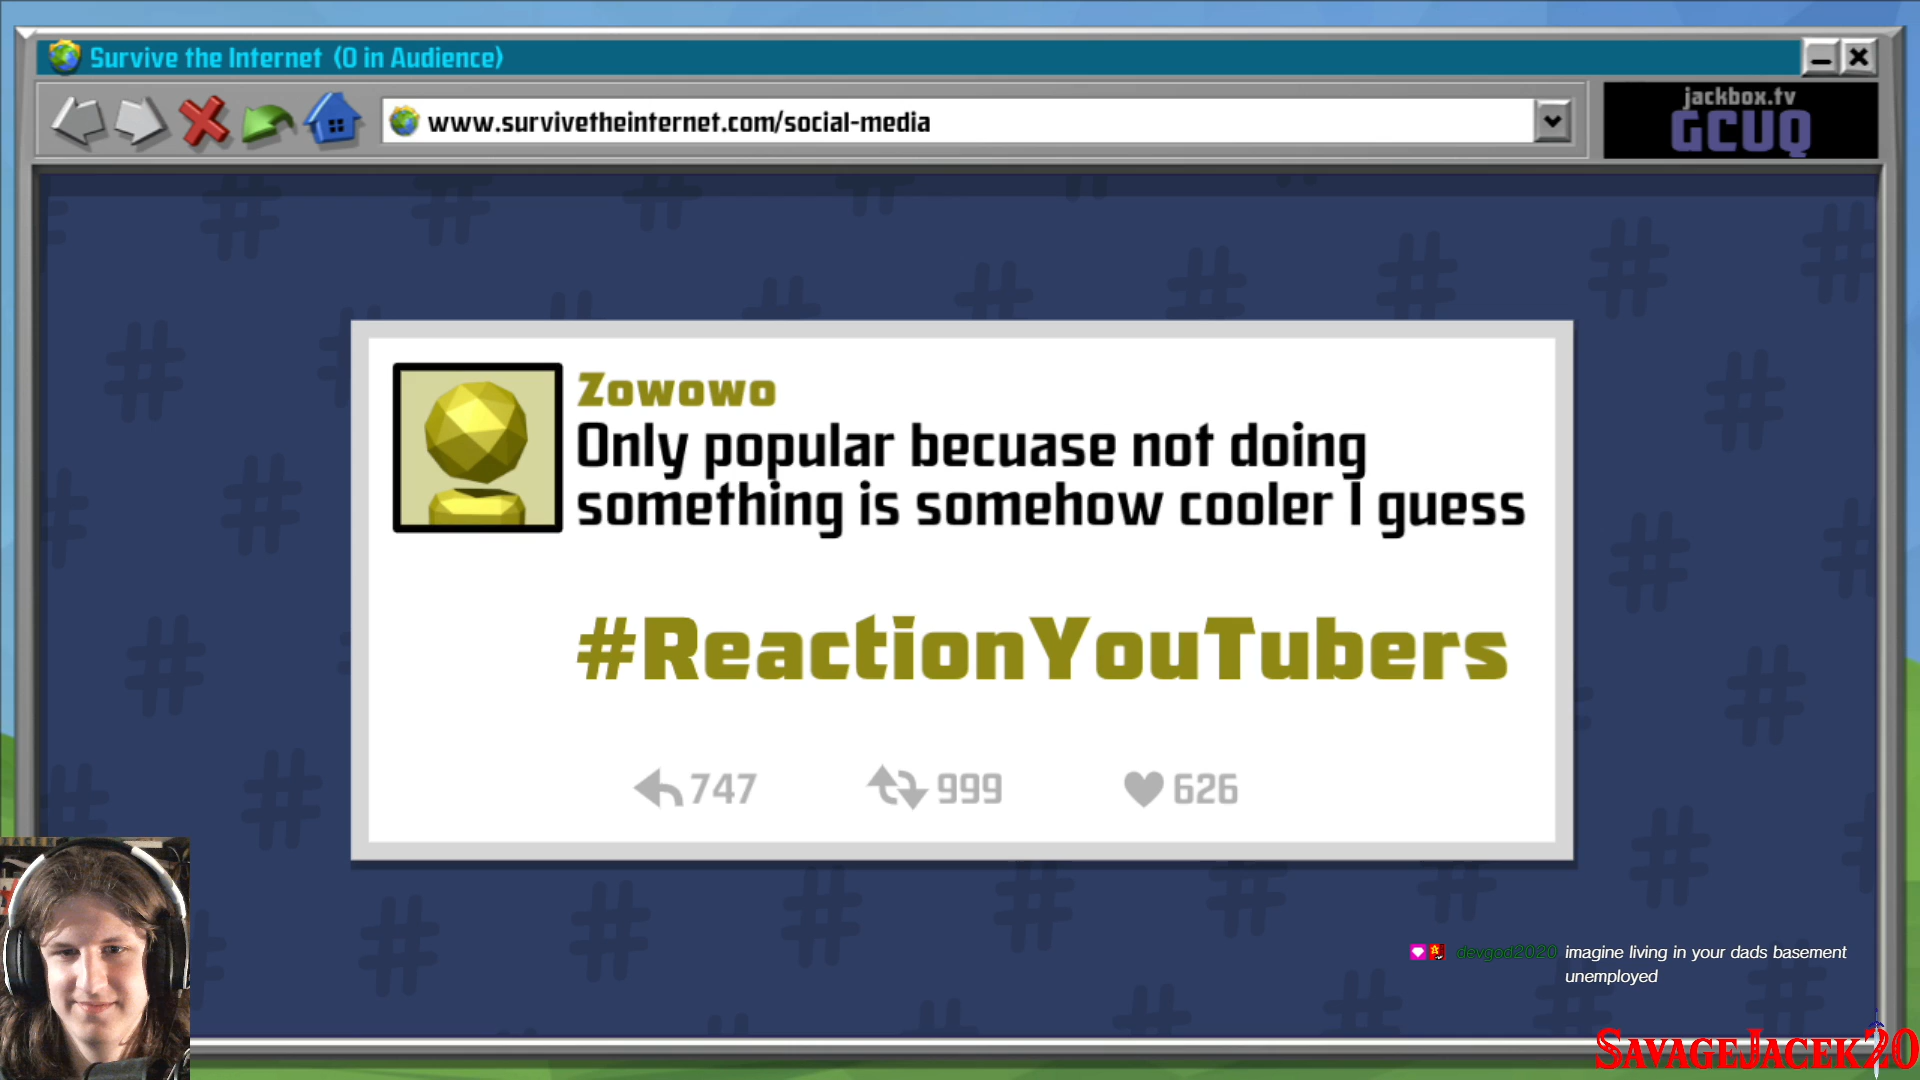 Survive the Internet (0 in Audience)
www.survivetheinternet.com/social-media
jackbox.tv
GCUQ
Zowowo
Only popular becuase not doing
something is somehow cooler I guess
#ReactionYouTubers
747 999 626
devgod2020 imagine living in your dads basement
unemployed
SavageJacek20